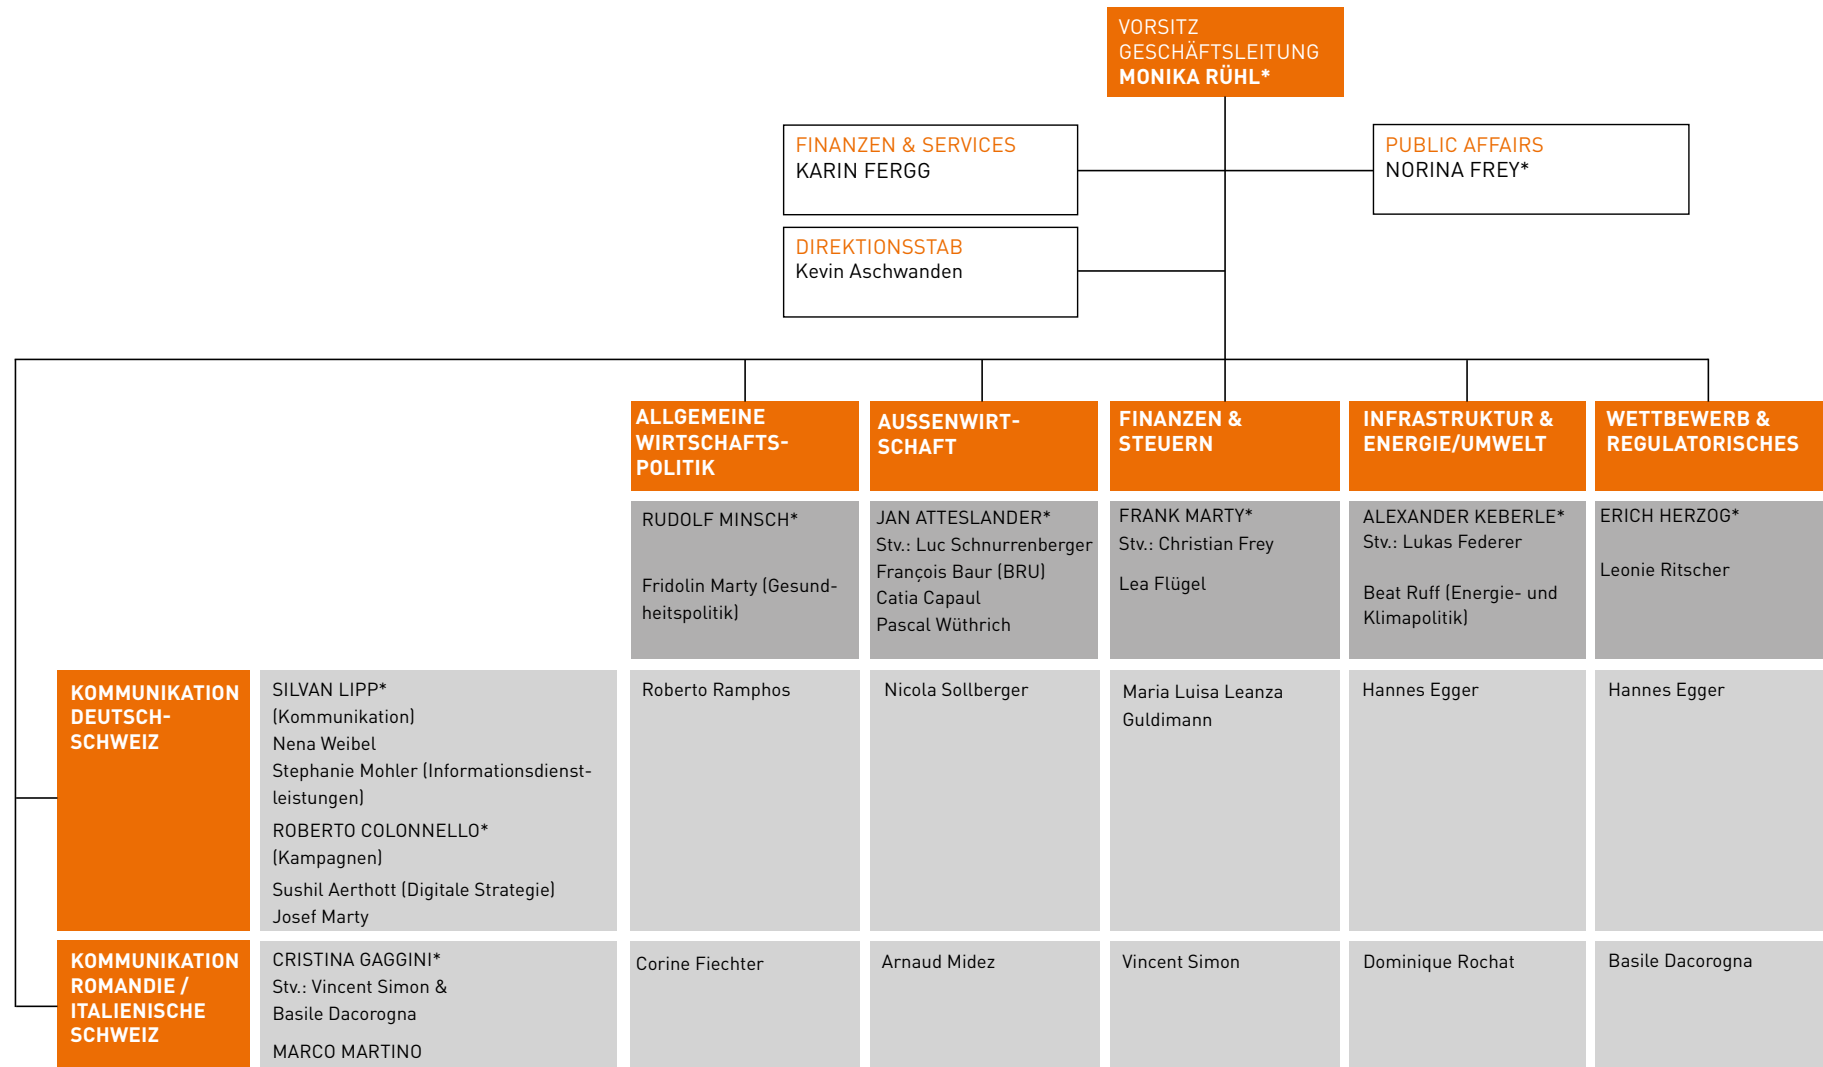 VORSITZ
GESCHÄFTSLEITUNG
MONIKA RÜHL*
FINANZEN & SERVICES
KARIN FERGG
PUBLIC AFFAIRS
NORINA FREY*
DIREKTIONSSTAB
Kevin Aschwanden
ALLGEMEINE
WIRTSCHAFTS-
POLITIK
AUSSENWIRT-
SCHAFT
FINANZEN &
STEUERN
INFRASTRUKTUR &
ENERGIE/UMWELT
WETTBEWERB &
REGULATORISCHES
RUDOLF MINSCH*
Fridolin Marty (Gesund-
heitspolitik)
JAN ATTESLANDER*
Stv.: Luc Schnurrenberger
François Baur (BRU)
Catia Capaul
Pascal Wüthrich
FRANK MARTY*
Stv.: Christian Frey
Lea Flügel
ALEXANDER KEBERLE*
Stv.: Lukas Federer
Beat Ruff (Energie- und
Klimapolitik)
ERICH HERZOG*
Leonie Ritscher
KOMMUNIKATION
DEUTSCH-
SCHWEIZ
SILVAN LIPP*
(Kommunikation)
Nena Weibel
Stephanie Mohler (Informationsdienst-
leistungen)
ROBERTO COLONNELLO*
(Kampagnen)
Sushil Aerthott (Digitale Strategie)
Josef Marty
Roberto Ramphos
Nicola Sollberger
Maria Luisa Leanza
Guldimann
Hannes Egger
Hannes Egger
KOMMUNIKATION
ROMANDIE /
ITALIENISCHE
SCHWEIZ
CRISTINA GAGGINI*
Stv.: Vincent Simon &
Basile Dacorogna
MARCO MARTINO
Corine Fiechter
Arnaud Midez
Vincent Simon
Dominique Rochat
Basile Dacorogna